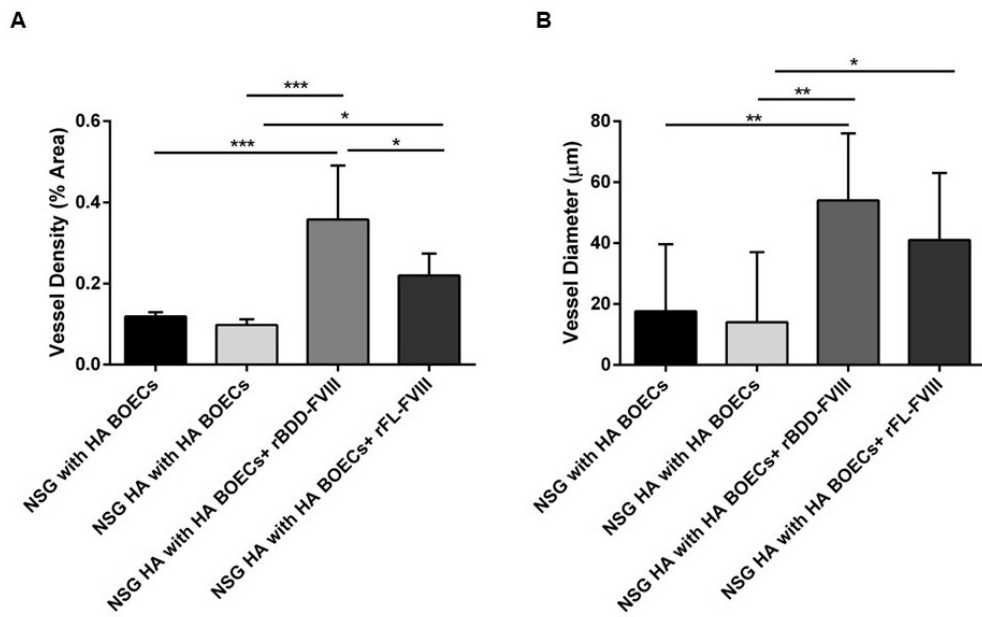 A
B
***
*
***
*
*
**
**
Vessel Density (% Area)
0.6
0.4
0.2
0.0
NSG with HA BOECs
NSG HA with HA BOECs
NSG HA with HA BOECs+ rBDD-FVIII
NSG HA with HA BOECs+ rFL-FVIII
Vessel Diameter (μm)
80
60
40
20
0
NSG with HA BOECs
NSG HA with HA BOECs
NSG HA with HA BOECs+ rBDD-FVIII
NSG HA with HA BOECs+ rFL-FVIII